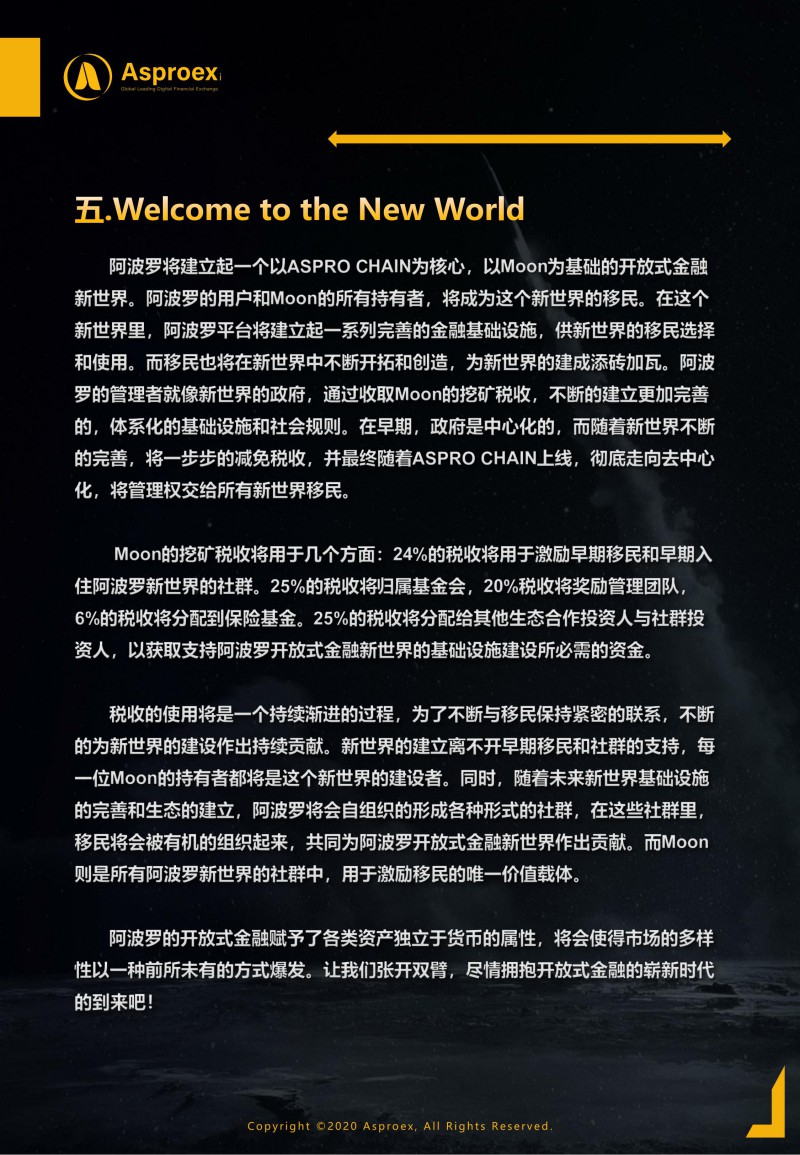 Asproex
Global Leading Digital Financial Exchange
五.Welcome to the New World
阿波罗将建立起一个以ASPRO CHAIN为核心，以Moon为基础的开放式金融
新世界。阿波罗的用户和Moon的所有持有者，将成为这个新世界的移民。在这个
新世界里，阿波罗平台将建立起一系列完善的金融基础设施，供新世界的移民选择
和使用。而移民也将在新世界中不断开拓和创造，为新世界的建成添砖加瓦。阿波
罗的管理者就像新世界的政府，通过收取Moon的挖矿税收，不断的建立更加完善
的，体系化的基础设施和社会规则。在早期，政府是中心化的，而随着新世界不断
的完善，将一步步的减免税收，并最终随着ASPRO CHAIN上线，彻底走向去中心
化，将管理权交给所有新世界移民。
Moon的挖矿税收将用于几个方面：24%的税收将用于激励早期移民和早期入
住阿波罗新世界的社群。25%的税收将归属基金会，20%税收将奖励管理团队，
6%的税收将分配到保险基金。25%的税收将分配给其他生态合作投资人与社群投
资人，以获取支持阿波罗开放式金融新世界的基础设施建设所必需的资金。
税收的使用将是一个持续渐进的过程，为了不断与移民保持紧密的联系，不断
的为新世界的建设作出持续贡献。新世界的建立离不开早期移民和社群的支持，每
一位Moon的持有者都将是这个新世界的建设者。同时，随着未来新世界基础设施
的完善和生态的建立，阿波罗将会自组织的形成各种形式的社群，在这些社群里，
移民将会被有机的组织起来，共同为阿波罗开放式金融新世界作出贡献。而Moon
则是所有阿波罗新世界的社群中，用于激励移民的唯一价值载体。
阿波罗的开放式金融赋予了各类资产独立于货币的属性，将会使得市场的多样
性以一种前所未有的方式爆发。让我们张开双臂，尽情拥抱开放式金融的崭新时代
的到来吧！
Copyright ©2020 Asproex, All Rights Reserved.